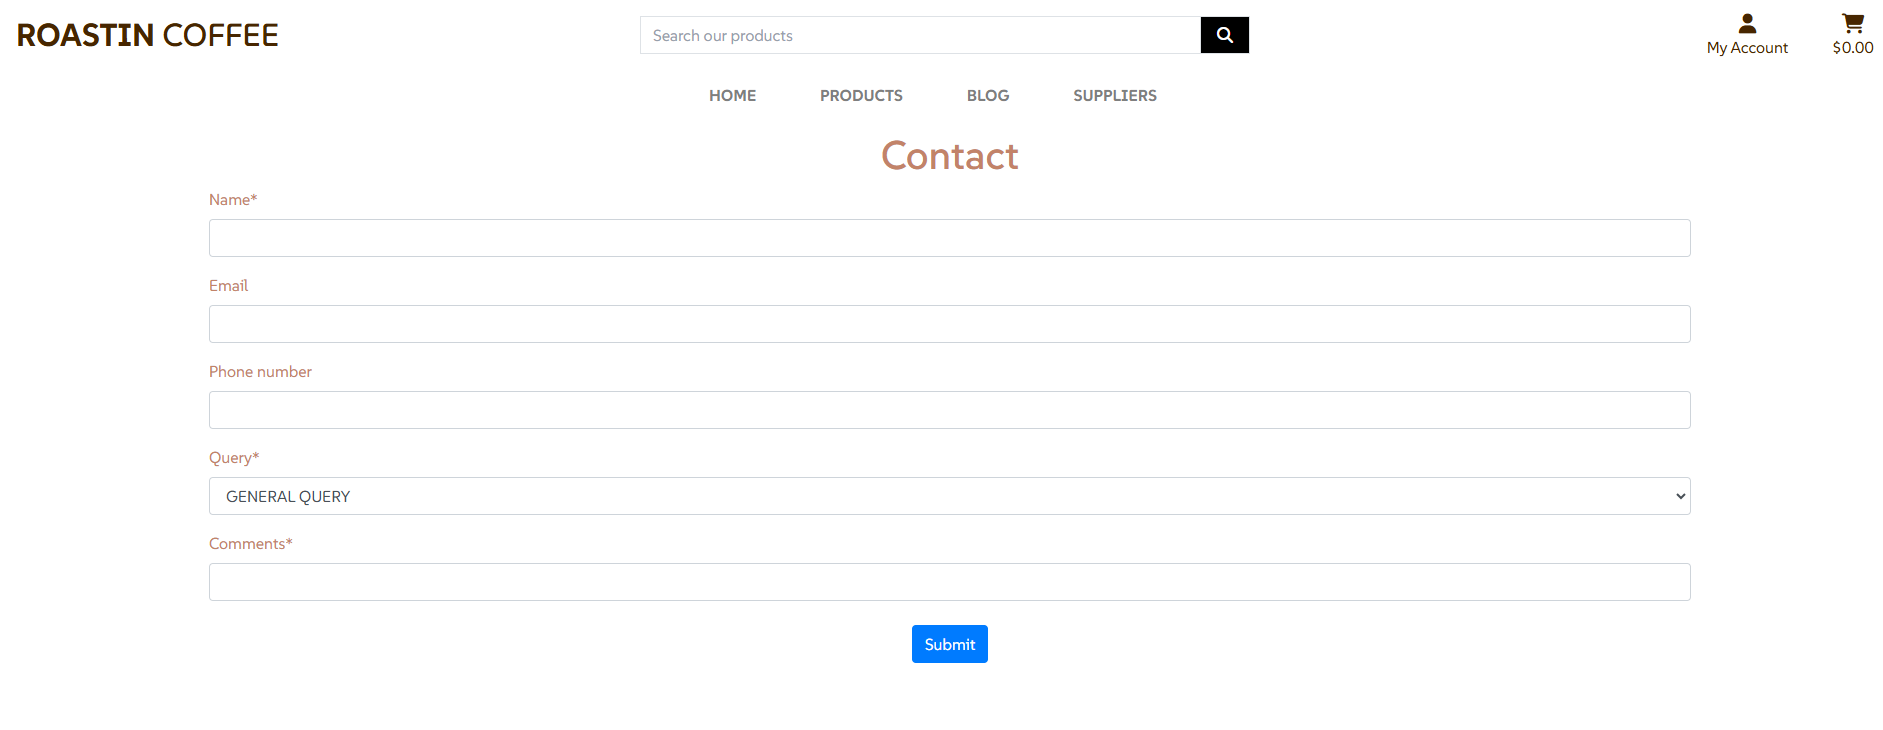 ROASTIN COFFEE
Search our products
My Account
$0.00
HOME PRODUCTS BLOG SUPPLIERS
Contact
Name*
Email
Phone number
Query*
GENERAL QUERY
Comments*
Submit